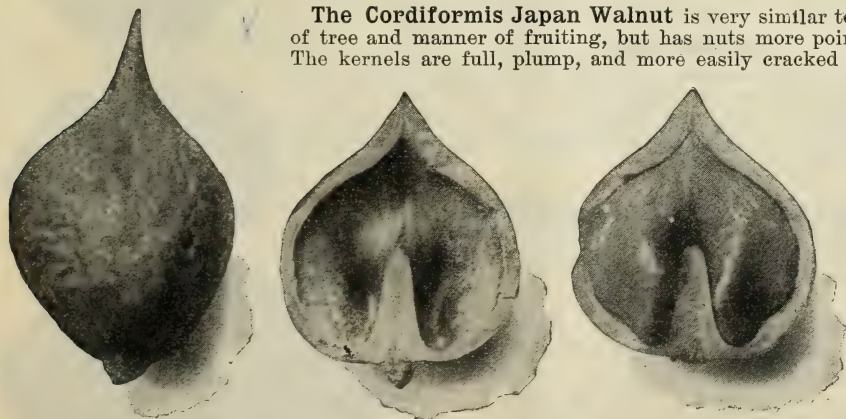 The Cordiformis Japan Walnut is very similar to
of tree and manner of fruiting, but has nuts more poin
The kernels are full, plump, and more easily cracked